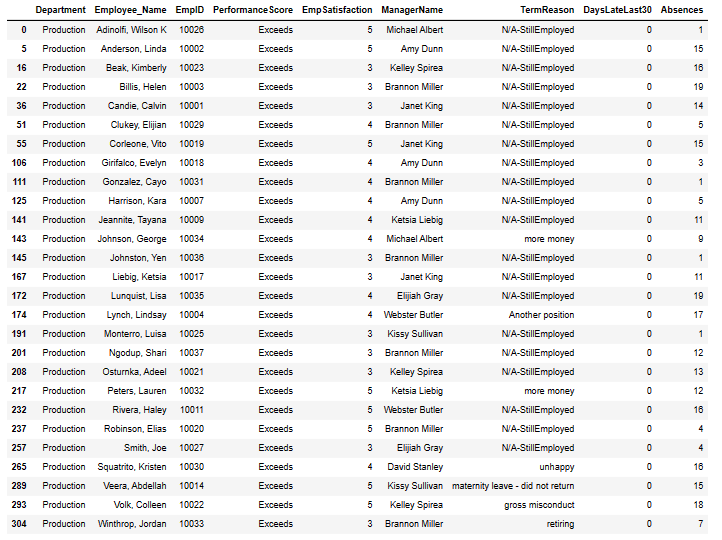 Department Employee_Name EmpID PerformanceScore EmpSatisfaction ManagerName TermReason DaysLateLast30 Absences
0 Production Adinolfi, Wilson K 10026 Exceeds 5 Michael Albert N/A-StillEmployed 0 1
5 Production Anderson, Linda 10002 Exceeds 5 Amy Dunn N/A-StillEmployed 0 15
16 Production Beak, Kimberly 10023 Exceeds 3 Kelley Spirea N/A-StillEmployed 0 16
22 Production Billis, Helen 10003 Exceeds 3 Brannon Miller N/A-StillEmployed 0 19
36 Production Candie, Calvin 10001 Exceeds 3 Janet King N/A-StillEmployed 0 14
51 Production Clukey, Elijian 10029 Exceeds 4 Brannon Miller N/A-StillEmployed 0 5
55 Production Corleone, Vito 10019 Exceeds 5 Janet King N/A-StillEmployed 0 15
106 Production Girifalco, Evelyn 10018 Exceeds 4 Amy Dunn N/A-StillEmployed 0 3
111 Production Gonzalez, Cayo 10031 Exceeds 4 Brannon Miller N/A-StillEmployed 0 1
125 Production Harrison, Kara 10007 Exceeds 4 Amy Dunn N/A-StillEmployed 0 5
141 Production Jeannite, Tayana 10009 Exceeds 4 Ketsia Liebig N/A-StillEmployed 0 11
143 Production Johnson, George 10034 Exceeds 4 Michael Albert more money 0 9
145 Production Johnston, Yen 10036 Exceeds 3 Brannon Miller N/A-StillEmployed 0 1
167 Production Liebig, Ketsia 10017 Exceeds 3 Janet King N/A-StillEmployed 0 11
172 Production Lunquist, Lisa 10035 Exceeds 4 Elijiah Gray N/A-StillEmployed 0 19
174 Production Lynch, Lindsay 10004 Exceeds 4 Webster Butler Another position 0 17
191 Production Monterro, Luisa 10025 Exceeds 3 Kissy Sullivan N/A-StillEmployed 0 1
201 Production Ngodup, Shari 10037 Exceeds 3 Brannon Miller N/A-StillEmployed 0 12
208 Production Osturnka, Adeel 10021 Exceeds 3 Kelley Spirea N/A-StillEmployed 0 13
217 Production Peters, Lauren 10032 Exceeds 5 Ketsia Liebig more money 0 12
232 Production Rivera, Haley 10011 Exceeds 5 Webster Butler N/A-StillEmployed 0 16
237 Production Robinson, Elias 10020 Exceeds 5 Brannon Miller N/A-StillEmployed 0 4
257 Production Smith, Joe 10027 Exceeds 3 Elijiah Gray N/A-StillEmployed 0 4
265 Production Squatrito, Kristen 10030 Exceeds 4 David Stanley unhappy 0 16
289 Production Veera, Abdellah 10014 Exceeds 5 Kissy Sullivan maternity leave - did not return 0 15
293 Production Volk, Colleen 10022 Exceeds 5 Kelley Spirea gross misconduct 0 18
304 Production Winthrop, Jordan 10033 Exceeds 3 Brannon Miller retiring 0 7